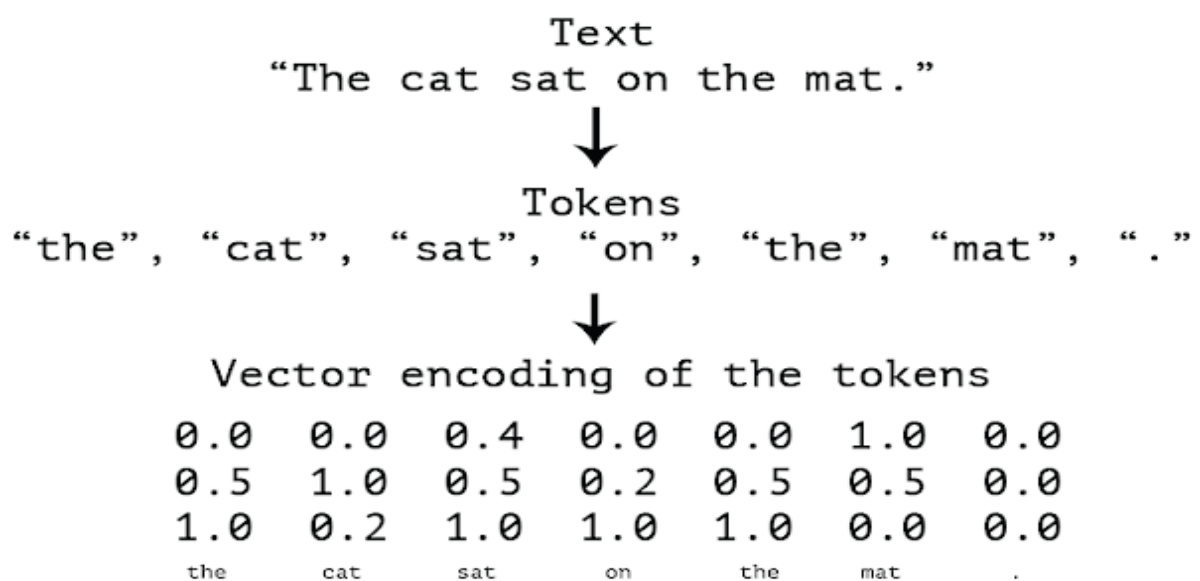 Text
“The cat sat on the mat.”
Tokens
“the”, “cat”, “sat”, “on”, “the”, “mat”, “.”
Vector encoding of the tokens
0.0 0.0 0.4 0.0 0.0 1.0 0.0
0.5 1.0 0.5 0.2 0.5 0.5 0.0
1.0 0.2 1.0 1.0 1.0 0.0 0.0
the cat sat on the mat .